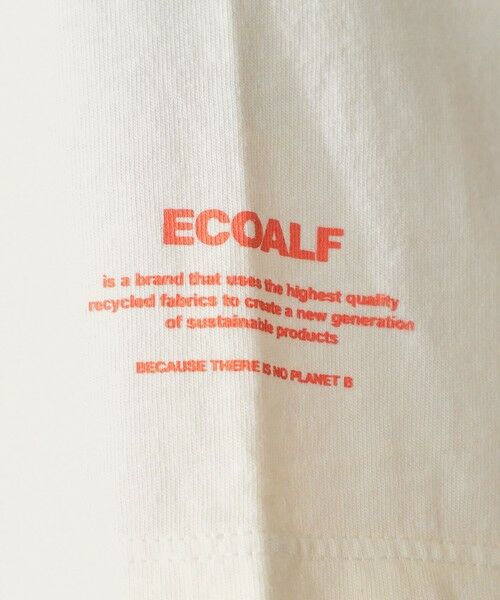 ECOALF
is a brand that uses the highest quality
recycled fabrics to create a new generation
of sustainable products
BECAUSE THERE IS NO PLANET B